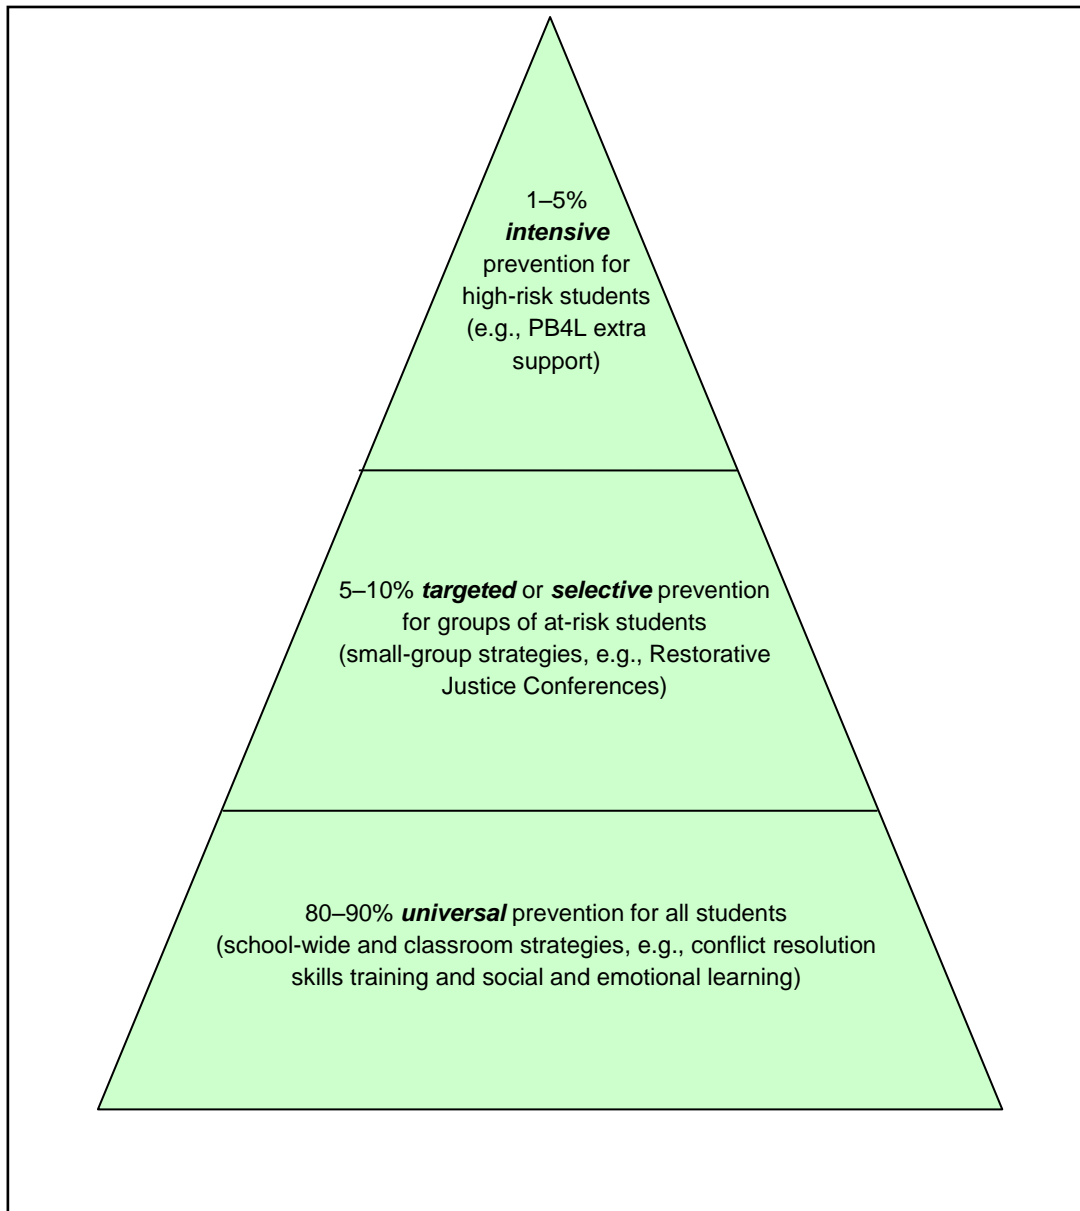 1–5%
intensive
prevention for
high-risk students
(e.g., PB4L extra
support)
5–10% targeted or selective prevention
for groups of at-risk students
(small-group strategies, e.g., Restorative
Justice Conferences)
80–90% universal prevention for all students
(school-wide and classroom strategies, e.g., conflict resolution
skills training and social and emotional learning)